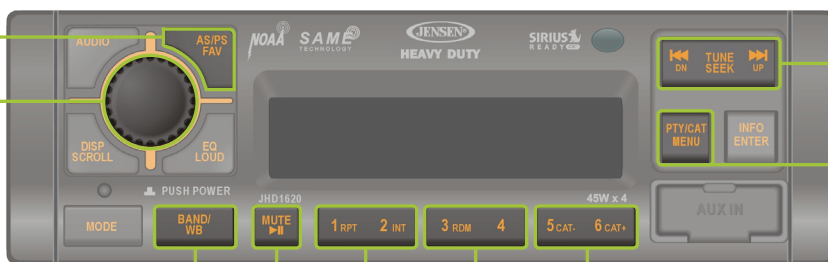 AUDIO
AS/PS
FAV
NOAA
SAME
TECHNOLOGY
JENSEN®
HEAVY DUTY
SIRIUS
READY
TUNE
SEEK
DN
UP
DISP
SCROLL
EQ
LOUD
PTY/CAT
MENU
INFO
ENTER
PUSH POWER
JHD1620
45W x 4
AUX IN
MODE
BAND/
WB
MUTE
1 RPT 2 INT
3 RDM 4
5 CAT- 6 CAT+